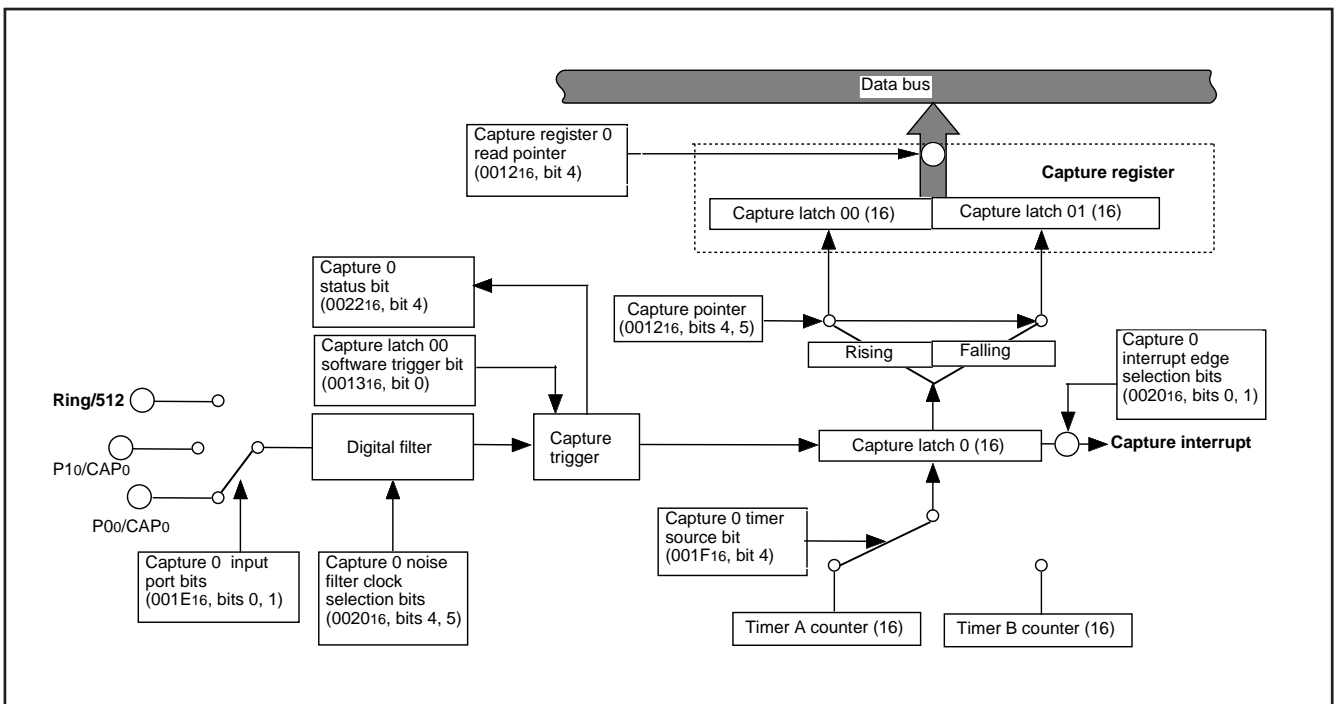 Data bus
Capture register 0
read pointer
(001216, bit 4)
Capture register
Capture latch 00 (16)
Capture latch 01 (16)
Capture 0
status bit
(002216, bit 4)
Capture pointer
(001216, bits 4, 5)
Capture latch 00
software trigger bit
(001316, bit 0)
Rising
Falling
Capture 0
interrupt edge
selection bits
(002016, bits 0, 1)
Ring/512
P10/CAP0
P00/CAP0
Digital filter
Capture
trigger
Capture latch 0 (16)
Capture interrupt
Capture 0 timer
source bit
(001F16, bit 4)
Capture 0 input
port bits
(001E16, bits 0, 1)
Capture 0 noise
filter clock
selection bits
(002016, bits 4, 5)
Timer A counter (16)
Timer B counter (16)